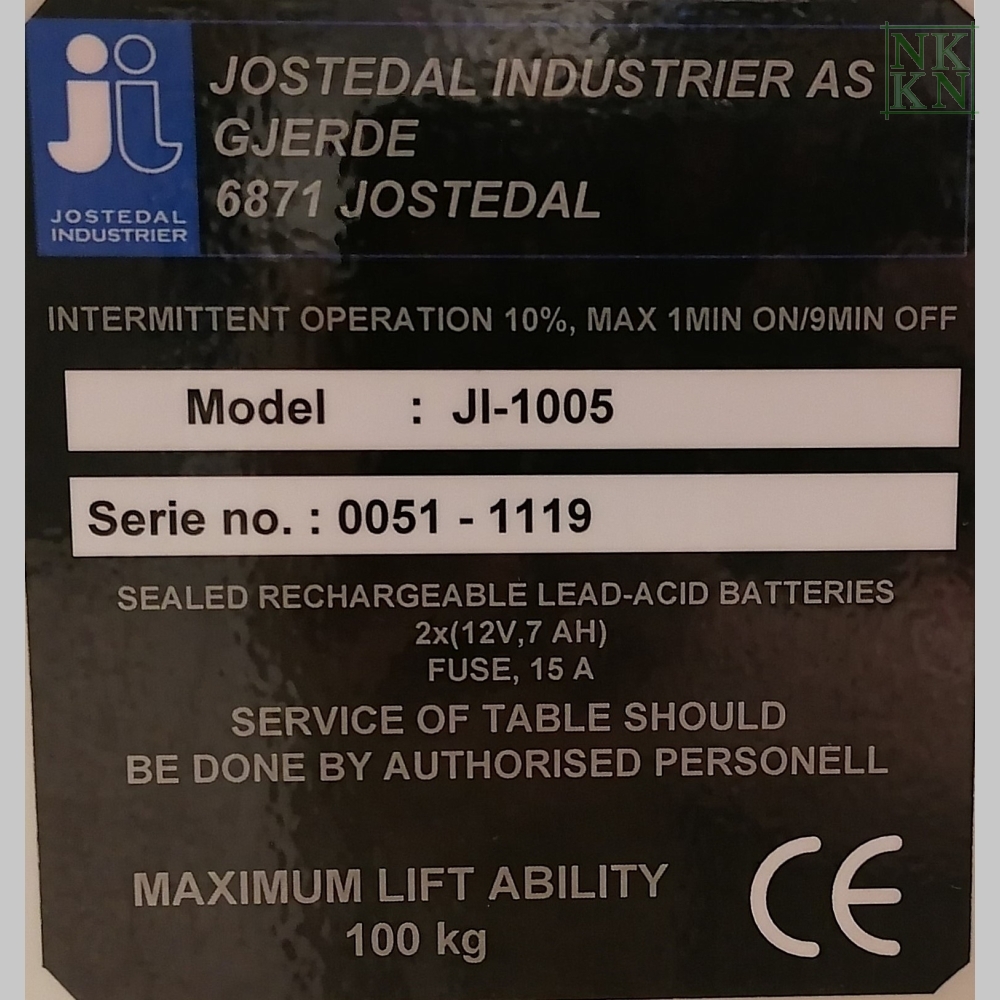 JOSTEDAL INDUSTRIER AS
GJERDE
6871 JOSTEDAL
ji
JOSTEDAL
INDUSTRIER
NK
KN
INTERMITTENT OPERATION 10%, MAX 1MIN ON/9MIN OFF
Model : JI-1005
Serie no. : 0051 - 1119
SEALED RECHARGEABLE LEAD-ACID BATTERIES
2x(12V,7 AH)
FUSE, 15 A
SERVICE OF TABLE SHOULD
BE DONE BY AUTHORISED PERSONELL
MAXIMUM LIFT ABILITY
100 kg
CE